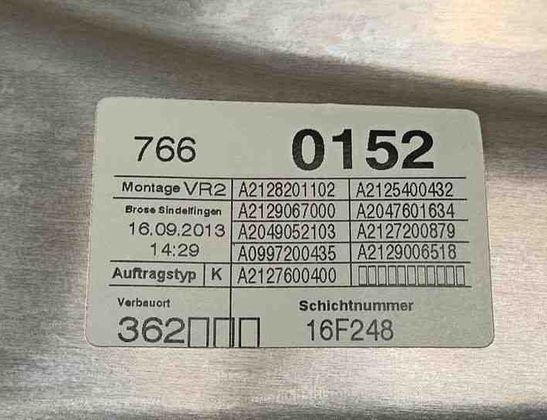 766 0152
Montage VR2 A2128201102 A2125400432
Brose Sindelfingen A2129067000 A2047601634
16.09.2013 A2049052103 A2127200879
14:29 A0997200435 A2129006518
Auftragstyp K A2127600400 ▯▯▯▯▯▯▯▯▯▯▯
Verbauort Schichtnummer
362▯▯▯ 16F248